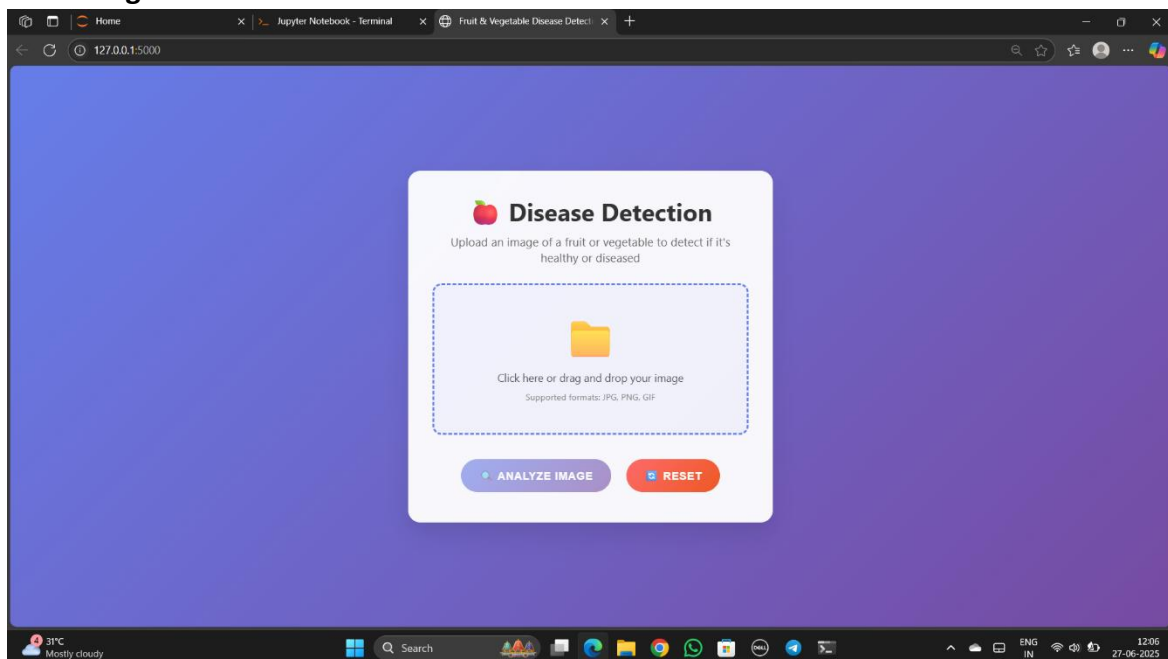 Home
Jupyter Notebook - Terminal
Fruit & Vegetable Disease Detecti
127.0.0.1:5000
Disease Detection
Upload an image of a fruit or vegetable to detect if it's
healthy or diseased
Click here or drag and drop your image
Supported formats: JPG, PNG, GIF
ANALYZE IMAGE
RESET
4
31°C
Mostly cloudy
Search
DELL
ENG
IN
12:06
27-06-2025